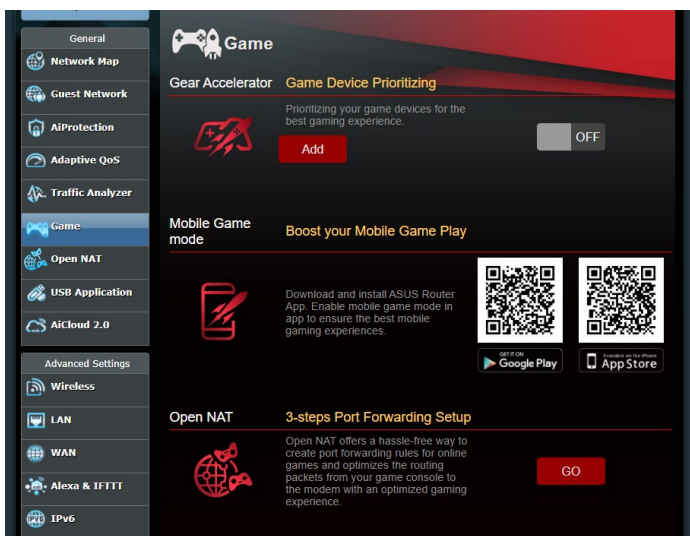 General
Network Map
Guest Network
AiProtection
Adaptive QoS
Traffic Analyzer
Game
Open NAT
USB Application
AiCloud 2.0
Advanced Settings
Wireless
LAN
WAN
Alexa & IFTTT
IPv6
Game
Gear Accelerator
Game Device Prioritizing
Prioritizing your game devices for the
best gaming experience.
Add
OFF
Mobile Game
mode
Boost your Mobile Game Play
Download and install ASUS Router
App. Enable mobile game mode in
app to ensure the best mobile
gaming experiences.
GET IT ON
Google Play
Available on the iPhone
App Store
Open NAT
3-steps Port Forwarding Setup
Open NAT offers a hassle-free way to
create port forwarding rules for online
games and optimizes the routing
packets from your game console to
the modem with an optimized gaming
experience.
GO